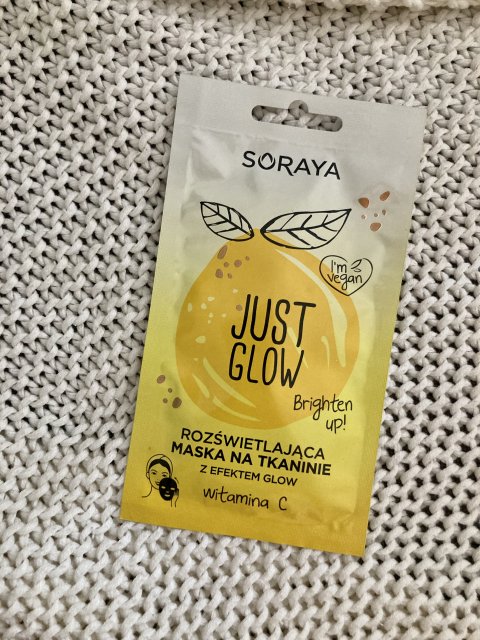 SORAYA
I'm
vegan
JUST
GLOW
Brighten
up!
ROZŚWIETLAJĄCA
MASKA NA TKANINIE
Z EFEKTEM GLOW
witamina C